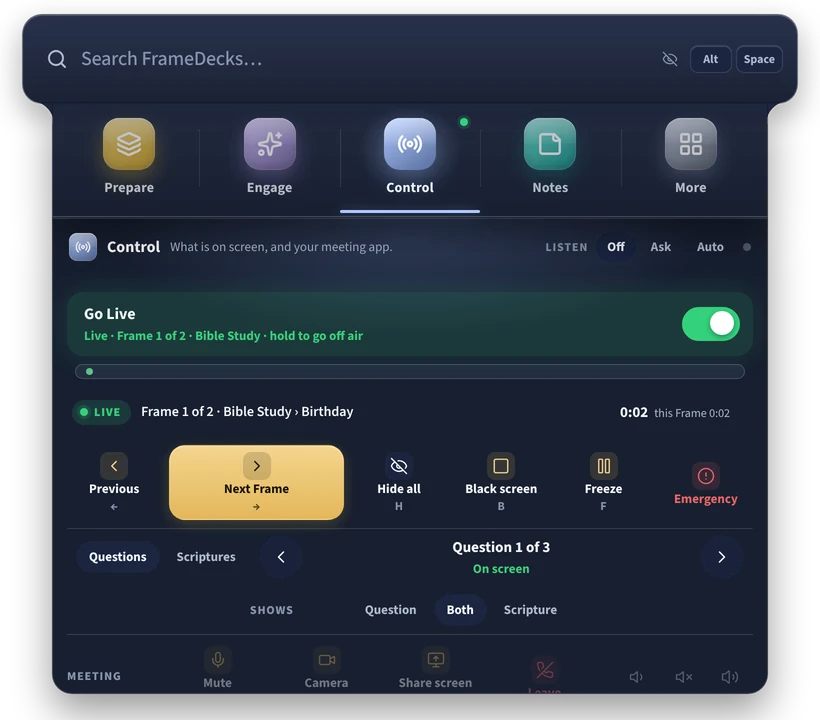 Search FrameDecks...
Alt
Space
Prepare
Engage
Control
Notes
More
Control What is on screen, and your meeting app.
LISTEN Off Ask Auto
Go Live
Live · Frame 1 of 2 · Bible Study · hold to go off air
LIVE Frame 1 of 2 · Bible Study › Birthday 0:02 this Frame 0:02
Previous
←
Next Frame
→
Hide all
H
Black screen
B
Freeze
F
Emergency
Questions Scriptures
Question 1 of 3
On screen
SHOWS Question Both Scripture
MEETING
Mute
Camera
Share screen
Leave